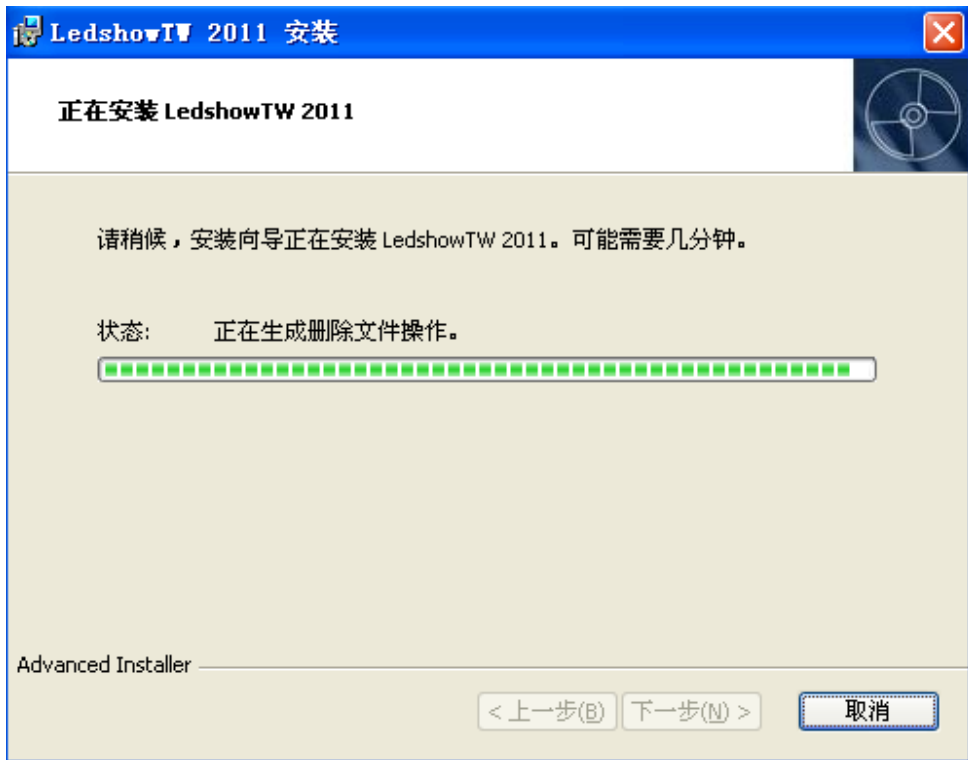 LedshowTW 2011 安装
正在安装 LedshowTW 2011
请稍候，安装向导正在安装 LedshowTW 2011。可能需要几分钟。
状态: 正在生成删除文件操作。
Advanced Installer
< 上一步(B) 下一步(N) > 取消